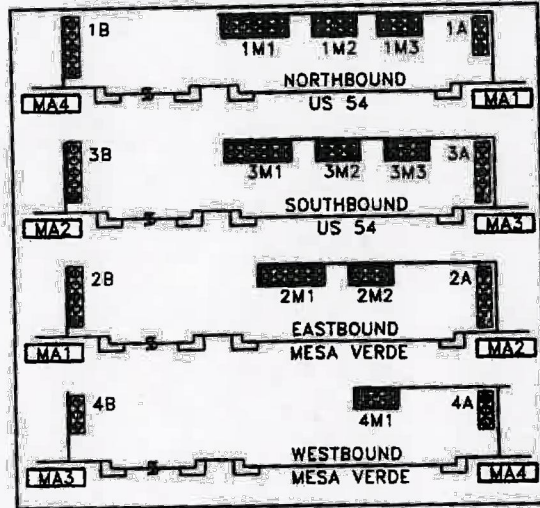 1B 1M1 1M2 1M3 1A
NORTHBOUND
MA4 US 54 MA1
3B 3M1 3M2 3M3 3A
SOUTHBOUND
MA2 US 54 MA3
2B 2M1 2M2 2A
EASTBOUND
MA1 MESA VERDE MA2
4B 4M1 4A
WESTBOUND
MA3 MESA VERDE MA4